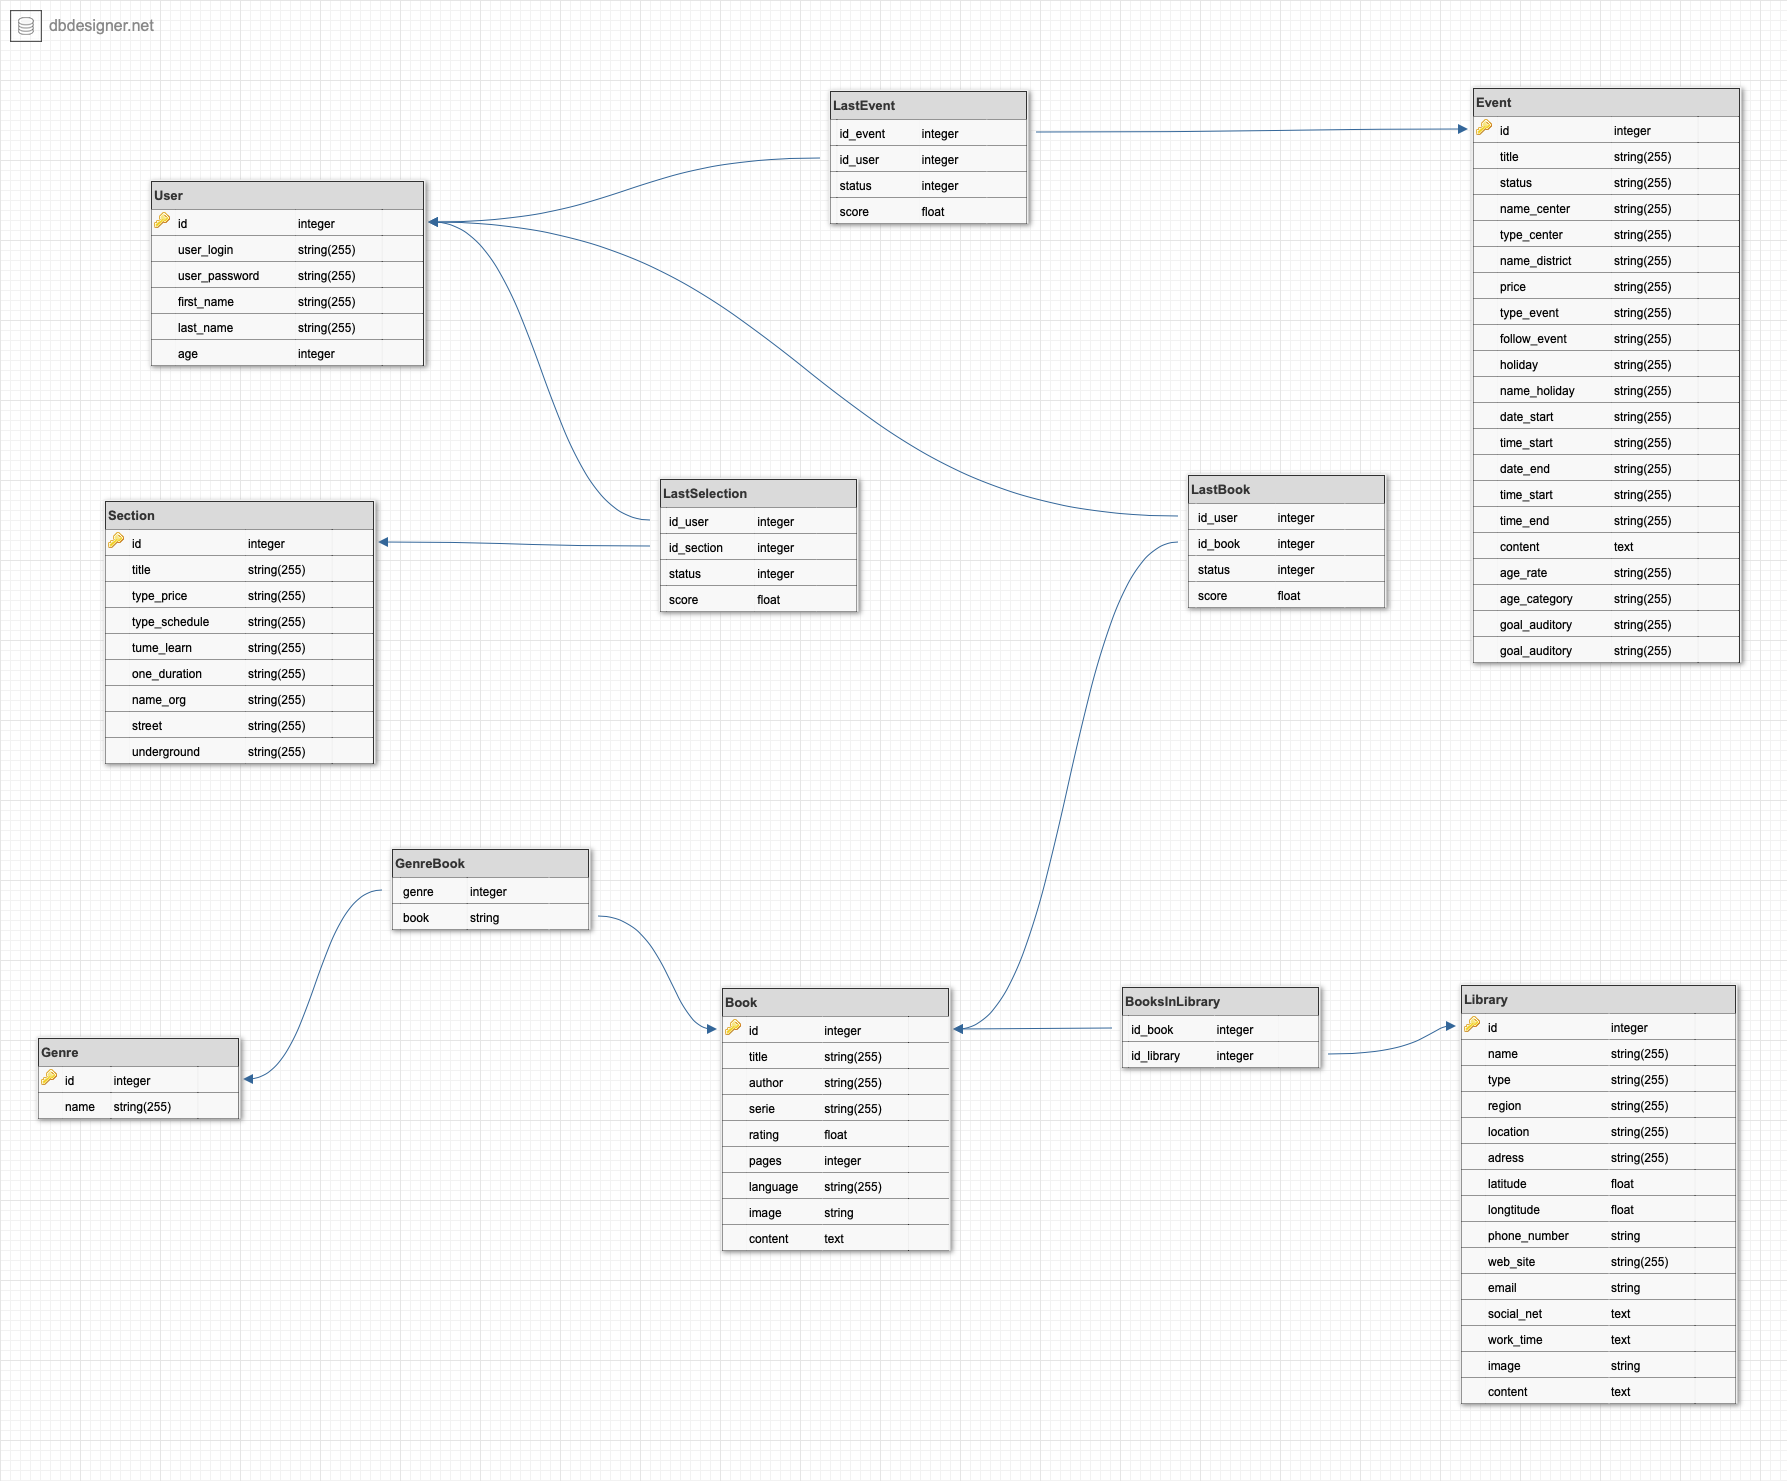 dbdesigner.net
LastEvent
id_event integer
id_user integer
status integer
score float
Event
id integer
title string(255)
status string(255)
name_center string(255)
type_center string(255)
name_district string(255)
price string(255)
type_event string(255)
follow_event string(255)
holiday string(255)
name_holiday string(255)
date_start string(255)
time_start string(255)
date_end string(255)
time_start string(255)
time_end string(255)
content text
age_rate string(255)
age_category string(255)
goal_auditory string(255)
goal_auditory string(255)
User
id integer
user_login string(255)
user_password string(255)
first_name string(255)
last_name string(255)
age integer
Section
id integer
title string(255)
type_price string(255)
type_schedule string(255)
tume_learn string(255)
one_duration string(255)
name_org string(255)
street string(255)
underground string(255)
LastSelection
id_user integer
id_section integer
status integer
score float
LastBook
id_user integer
id_book integer
status integer
score float
GenreBook
genre integer
book string
Genre
id integer
name string(255)
Book
id integer
title string(255)
author string(255)
serie string(255)
rating float
pages integer
language string(255)
image string
content text
BooksInLibrary
id_book integer
id_library integer
Library
id integer
name string(255)
type string(255)
region string(255)
location string(255)
adress string(255)
latitude float
longtitude float
phone_number string
web_site string(255)
email string
social_net text
work_time text
image string
content text